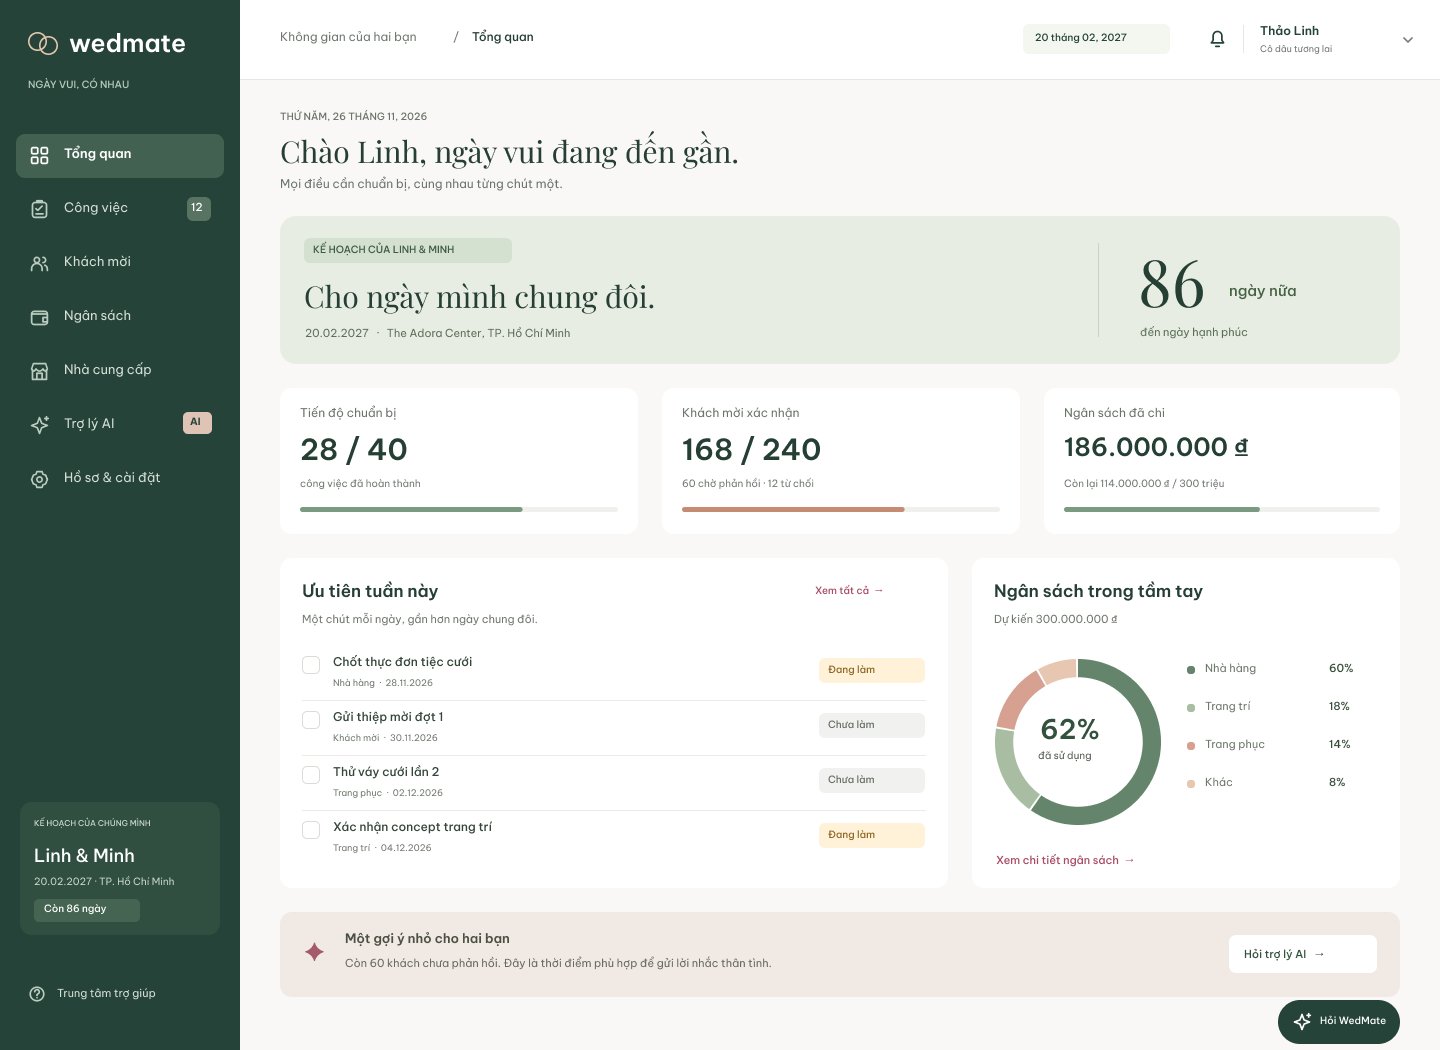 wedmate
NGÀY VUI, CÓ NHAU
Tổng quan
Công việc 12
Khách mời
Ngân sách
Nhà cung cấp
Trợ lý AI AI
Hồ sơ & cài đặt
KẾ HOẠCH CỦA CHÚNG MÌNH
Linh & Minh
20.02.2027 · TP. Hồ Chí Minh
Còn 86 ngày
Trung tâm trợ giúp
Không gian của hai bạn / Tổng quan
20 tháng 02, 2027
Thảo Linh
Cô dâu tương lai
THỨ NĂM, 26 THÁNG 11, 2026
Chào Linh, ngày vui đang đến gần.
Mọi điều cần chuẩn bị, cùng nhau từng chút một.
KẾ HOẠCH CỦA LINH & MINH
Cho ngày mình chung đôi.
20.02.2027 · The Adora Center, TP. Hồ Chí Minh
86 ngày nữa
đến ngày hạnh phúc
Tiến độ chuẩn bị
28 / 40
công việc đã hoàn thành
Khách mời xác nhận
168 / 240
60 chờ phản hồi · 12 từ chối
Ngân sách đã chi
186.000.000 ₫
Còn lại 114.000.000 ₫ / 300 triệu
Ưu tiên tuần này
Xem tất cả →
Một chút mỗi ngày, gần hơn ngày chung đôi.
Chốt thực đơn tiệc cưới
Nhà hàng · 28.11.2026
Đang làm
Gửi thiệp mời đợt 1
Khách mời · 30.11.2026
Chưa làm
Thử váy cưới lần 2
Trang phục · 02.12.2026
Chưa làm
Xác nhận concept trang trí
Trang trí · 04.12.2026
Đang làm
Ngân sách trong tầm tay
Dự kiến 300.000.000 ₫
62%
đã sử dụng
Nhà hàng 60%
Trang trí 18%
Trang phục 14%
Khác 8%
Xem chi tiết ngân sách →
Một gợi ý nhỏ cho hai bạn
Còn 60 khách chưa phản hồi. Đây là thời điểm phù hợp để gửi lời nhắc thân tình.
Hỏi trợ lý AI →
Hỏi WedMate